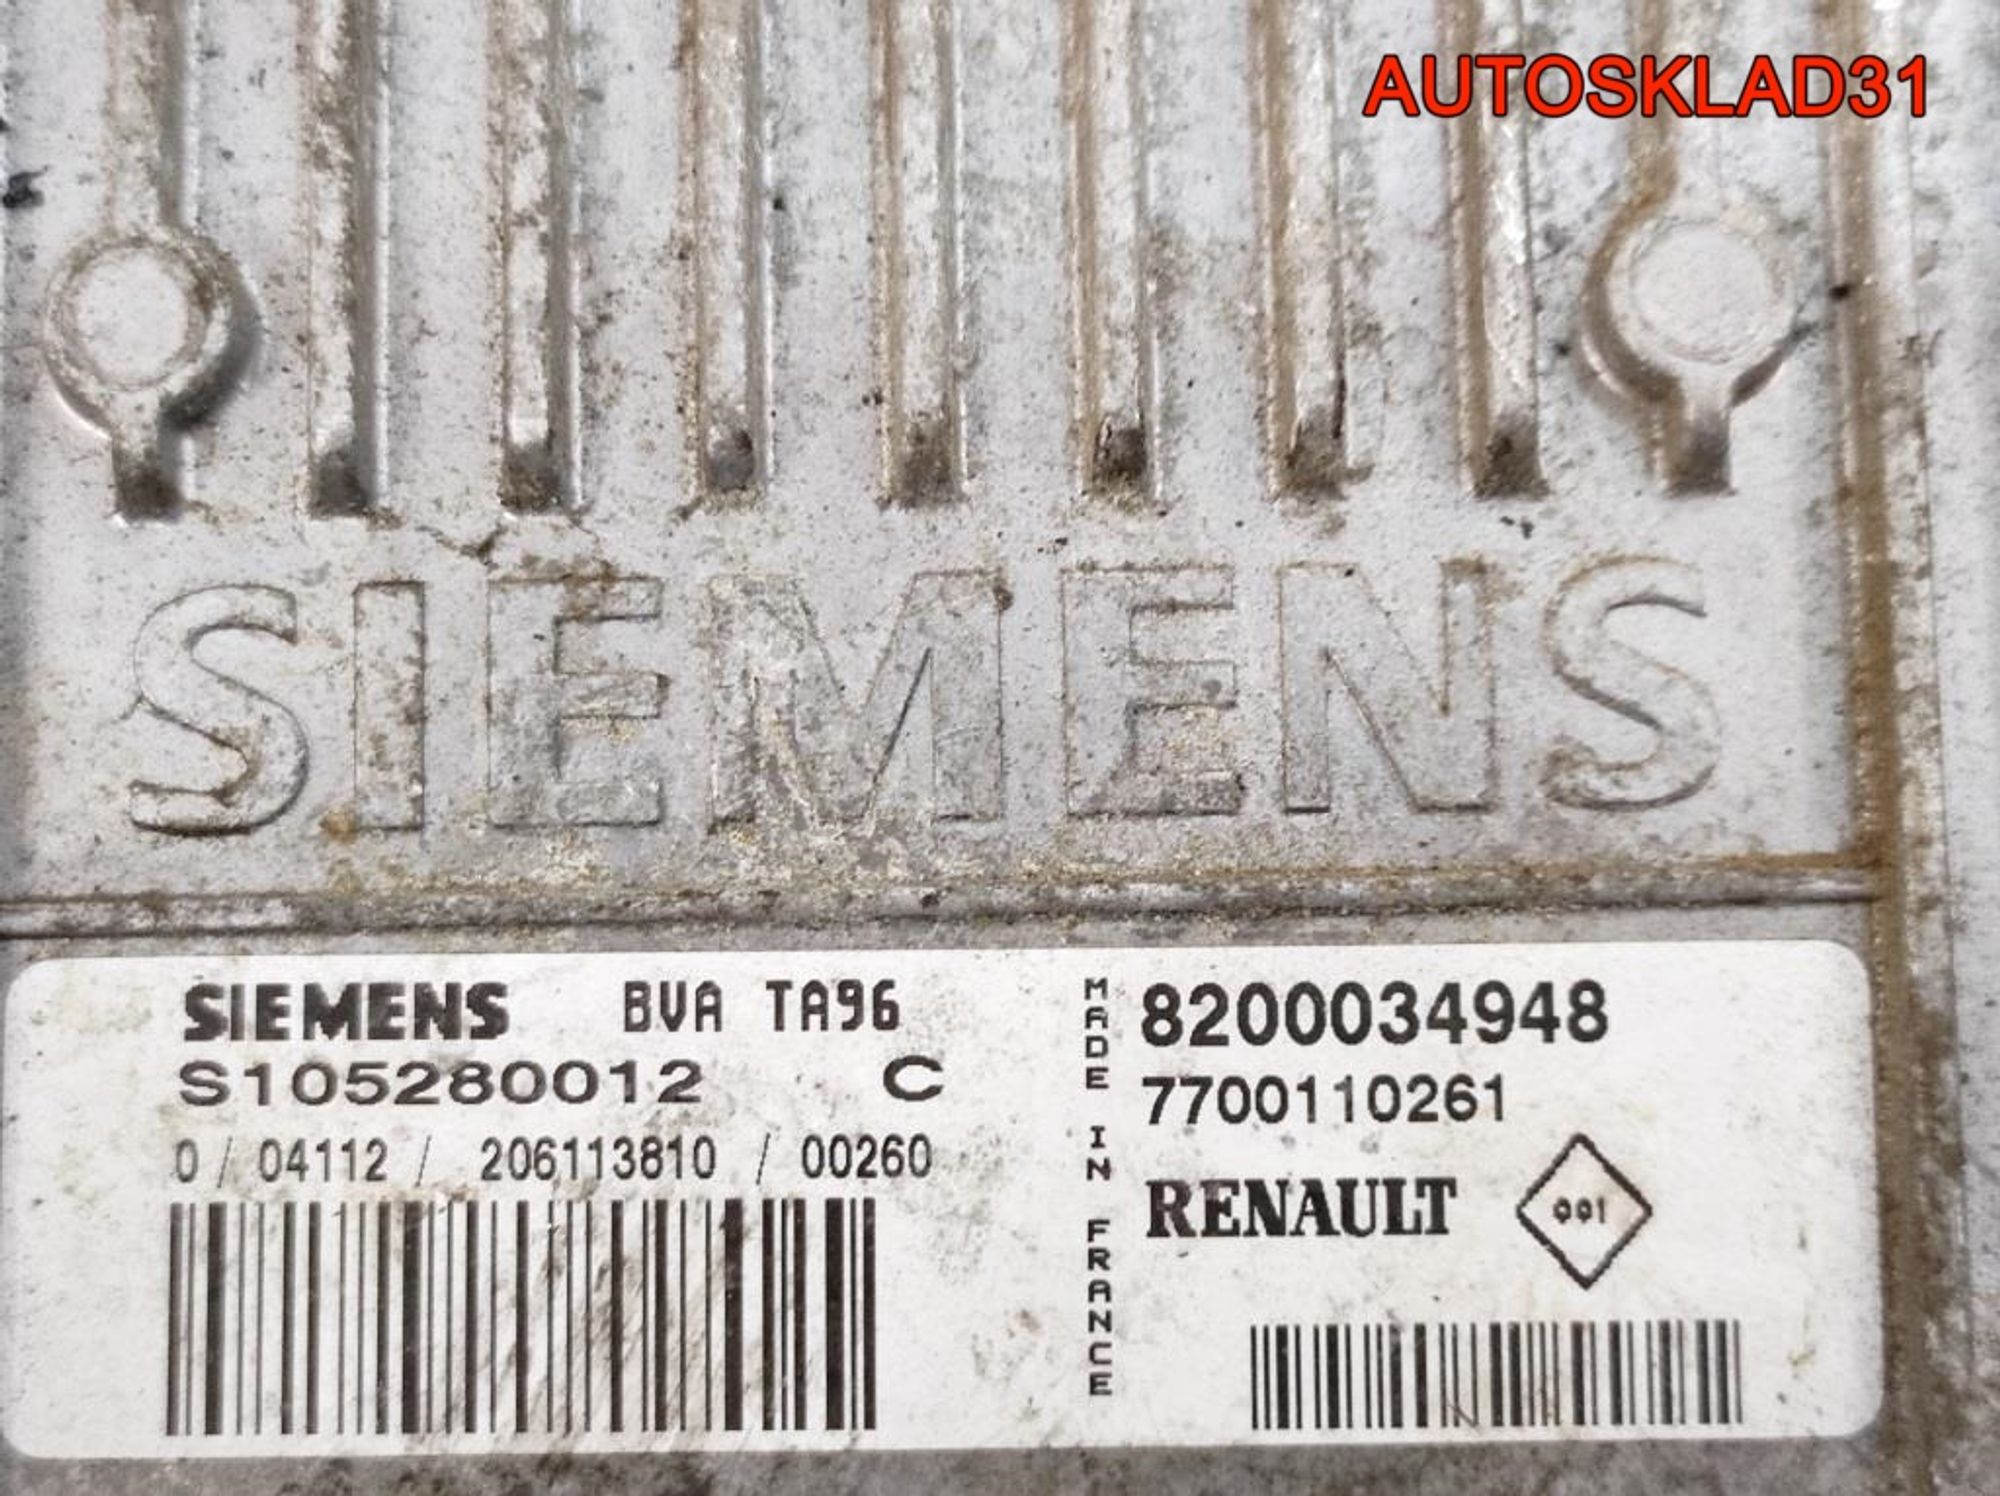 AUTOSKLAD31
SIEMENS
SIEMENS BVA TA96
S105280012 C
0 / 04112 / 206113810 / 00260
MADE IN FRANCE
8200034948
7700110261
RENAULT 001